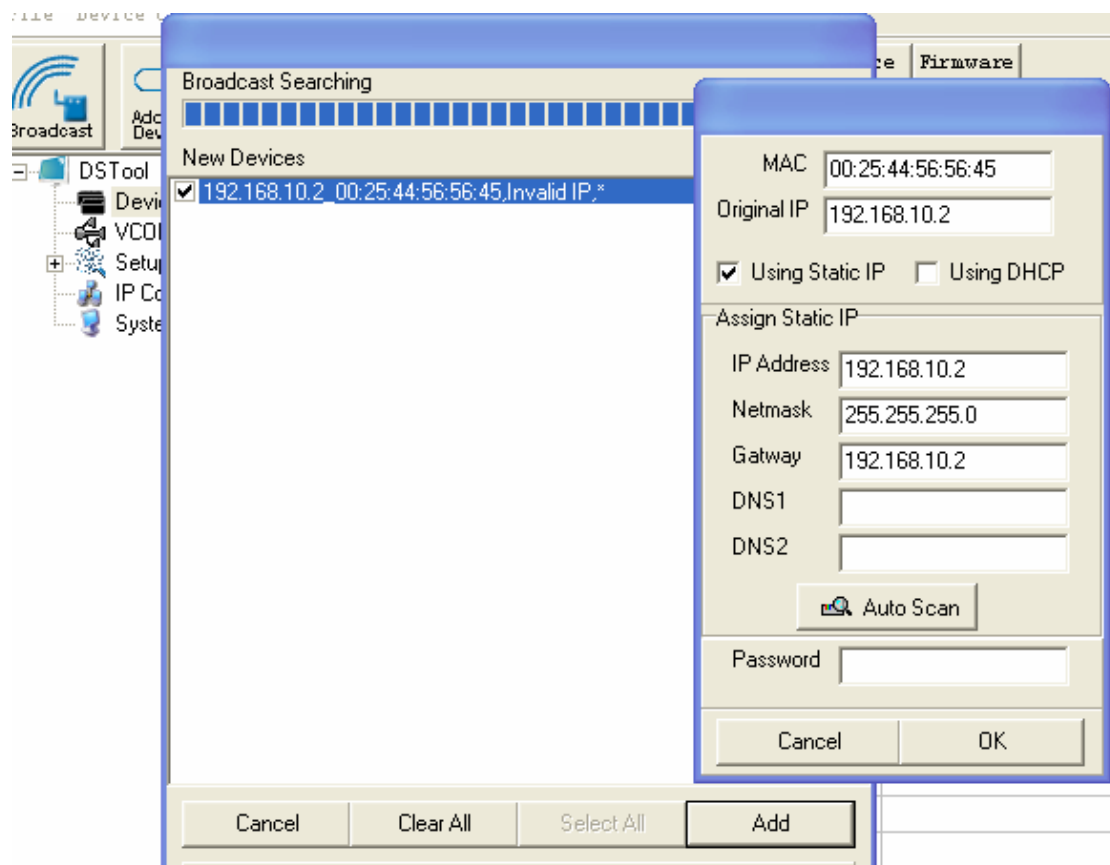 File Device
Broadcast
Firmware
DSTool
VCOM
Broadcast Searching
New Devices
192.168.10.2_00:25:44:56:56:45,Invalid IP,*
Cancel
Clear All
Select All
Add
MAC 00:25:44:56:56:45
Original IP 192.168.10.2
Using Static IP Using DHCP
Assign Static IP
IP Address 192.168.10.2
Netmask 255.255.255.0
Gatway 192.168.10.2
DNS1
DNS2
Auto Scan
Password
Cancel OK